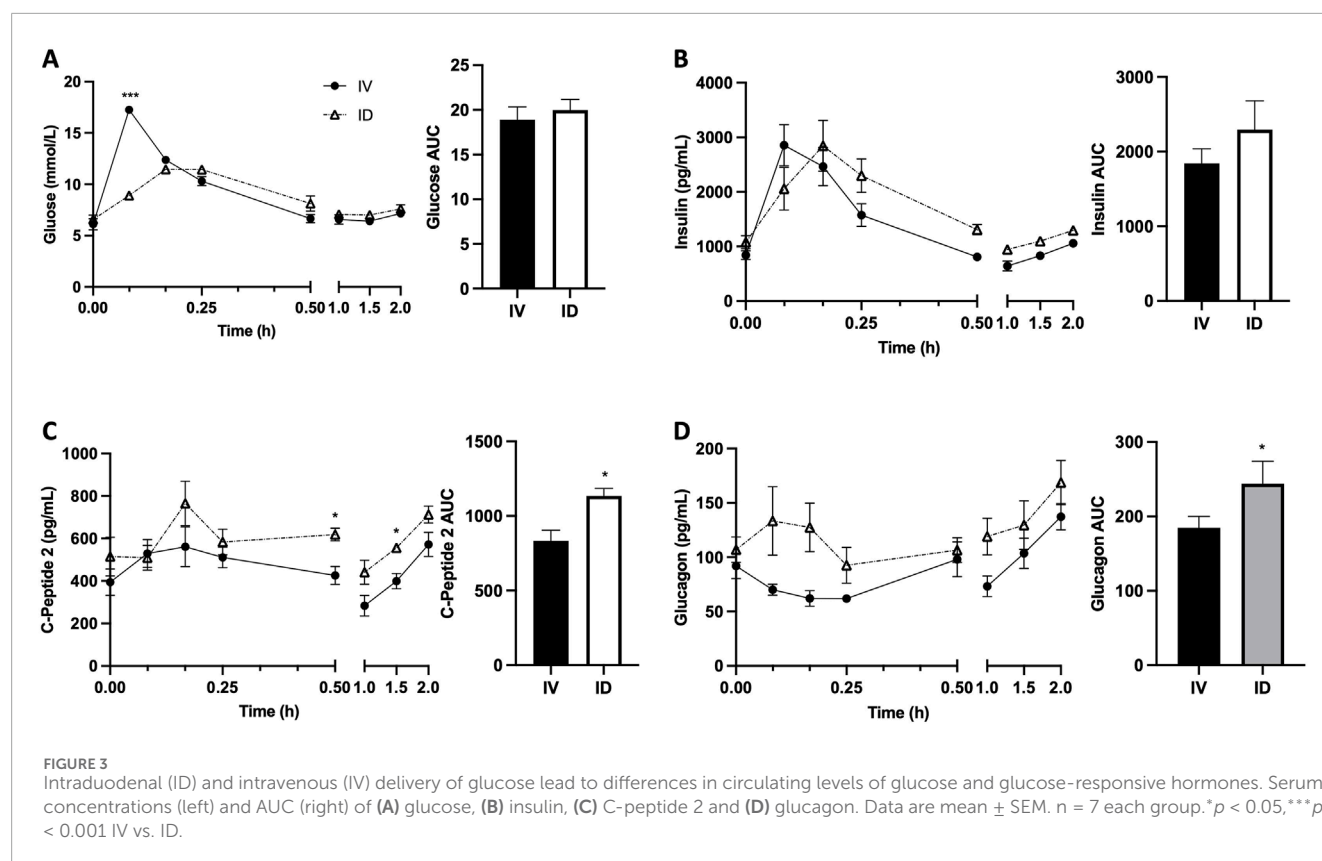 A
Gluose (mmol/L)
20
15
10
5
0
***
IV
ID
0.00
0.25
0.50
1.0
1.5
2.0
Time (h)
Glucose AUC
25
20
15
10
5
0
IV
ID
B
Insulin (pg/mL)
4000
3000
2000
1000
0
0.00
0.25
0.50
1.0
1.5
2.0
Time (h)
Insulin AUC
3000
2000
1000
0
IV
ID
C
C-Peptide 2 (pg/mL)
1000
800
600
400
200
0
*
*
0.00
0.25
0.50
1.0
1.5
2.0
Time (h)
C-Peptide 2 AUC
1500
1000
500
0
*
IV
ID
D
Glucagon (pg/mL)
200
150
100
50
0
0.00
0.25
0.50
1.0
1.5
2.0
Time (h)
Glucagon AUC
300
200
100
0
*
IV
ID
FIGURE 3
Intraduodenal (ID) and intravenous (IV) delivery of glucose lead to differences in circulating levels of glucose and glucose-responsive hormones. Serum
concentrations (left) and AUC (right) of (A) glucose, (B) insulin, (C) C-peptide 2 and (D) glucagon. Data are mean ± SEM. n = 7 each group.*p < 0.05,***p
< 0.001 IV vs. ID.